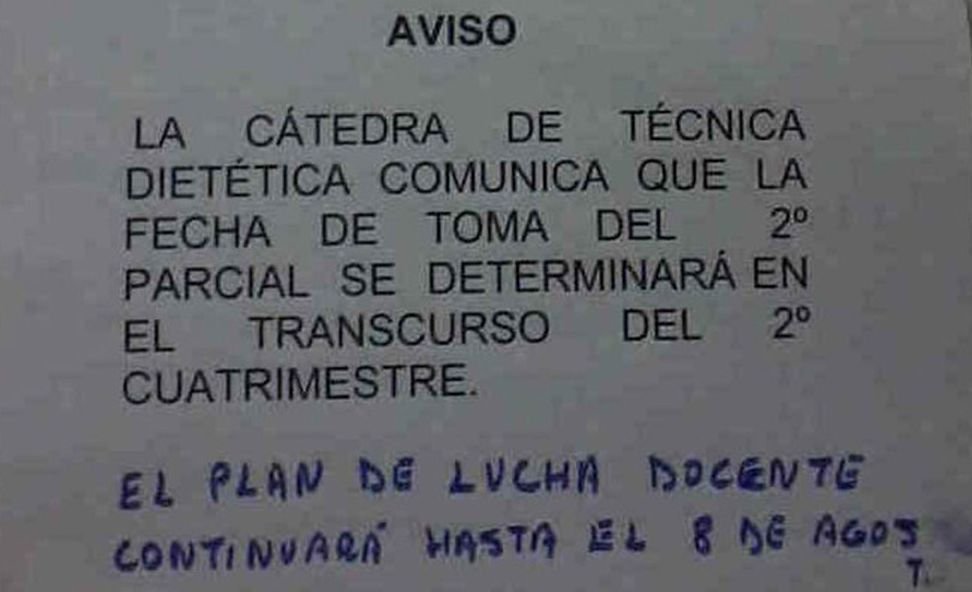 AVISO
LA CÁTEDRA DE TÉCNICA
DIETÉTICA COMUNICA QUE LA
FECHA DE TOMA DEL 2º
PARCIAL SE DETERMINARÁ EN
EL TRANSCURSO DEL 2º
CUATRIMESTRE.
EL PLAN DE LUCHA DOCENTE
CONTINUARÁ HASTA EL 8 DE AGOS
T.